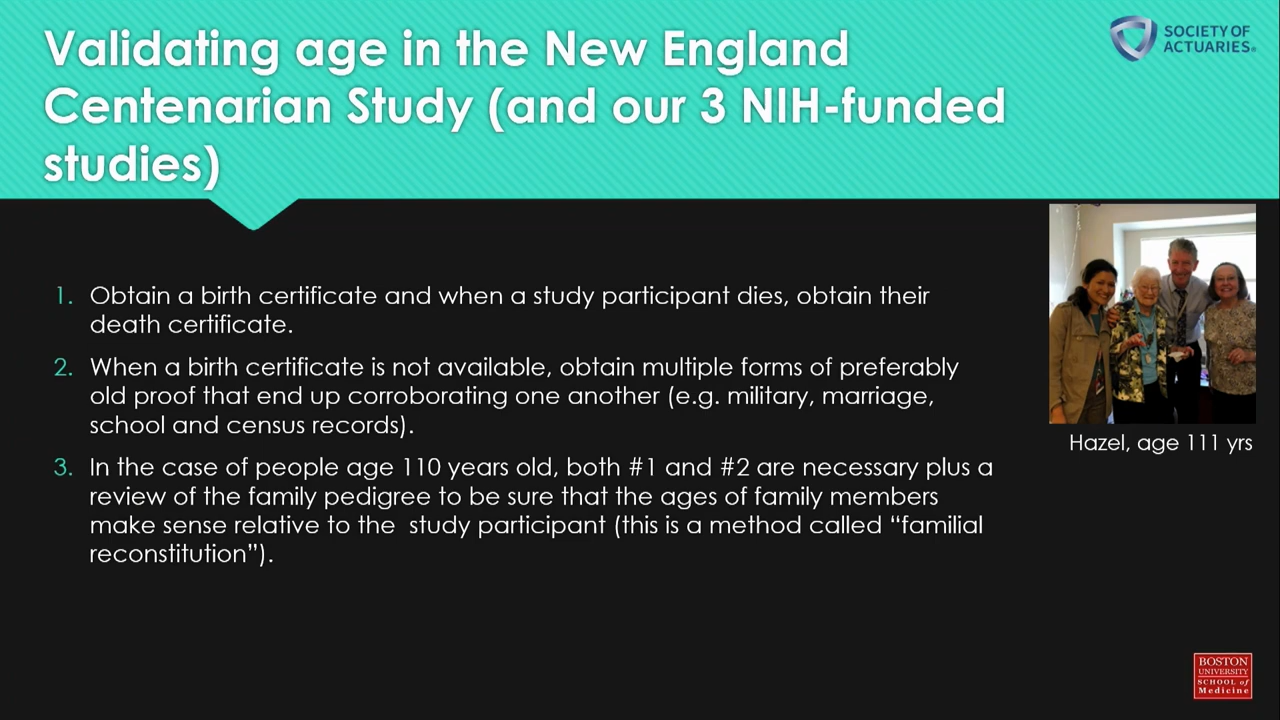 Validating age in the New England
Centenarian Study (and our 3 NIH-funded
studies)
SOCIETY OF
ACTUARIES®
1. Obtain a birth certificate and when a study participant dies, obtain their
death certificate.
2. When a birth certificate is not available, obtain multiple forms of preferably
old proof that end up corroborating one another (e.g. military, marriage,
school and census records).
3. In the case of people age 110 years old, both #1 and #2 are necessary plus a
review of the family pedigree to be sure that the ages of family members
make sense relative to the  study participant (this is a method called “familial
reconstitution”).
Hazel, age 111 yrs
BOSTON
UNIVERSITY
SCHOOL of
Medicine